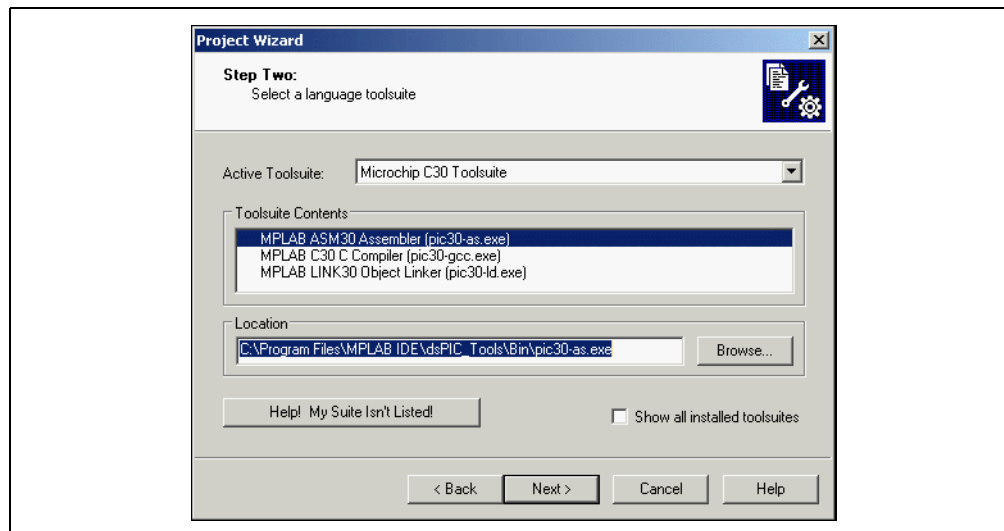 Project Wizard
Step Two:
Select a language toolsuite
Active Toolsuite: Microchip C30 Toolsuite
Toolsuite Contents
MPLAB ASM30 Assembler (pic30-as.exe)
MPLAB C30 C Compiler (pic30-gcc.exe)
MPLAB LINK30 Object Linker (pic30-ld.exe)
Location
C:\Program Files\MPLAB IDE\dsPIC_Tools\Bin\pic30-as.exe Browse...
Help! My Suite Isn't Listed! Show all installed toolsuites
< Back Next > Cancel Help